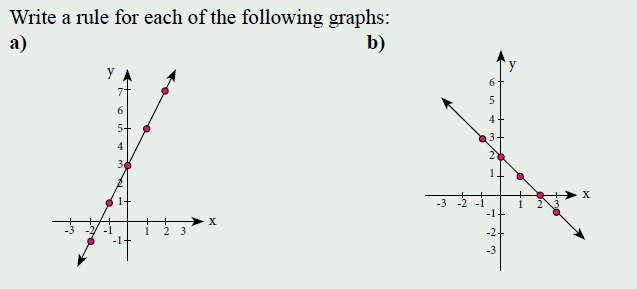 Write a rule for each of the following graphs:
a)
b)
y
7
6
5
4
3
2
1
-3 -2 -1 1 2 3 x
-1
y
6
5
4
3
2
1
-3 -2 -1 1 2 3 x
-1
-2
-3